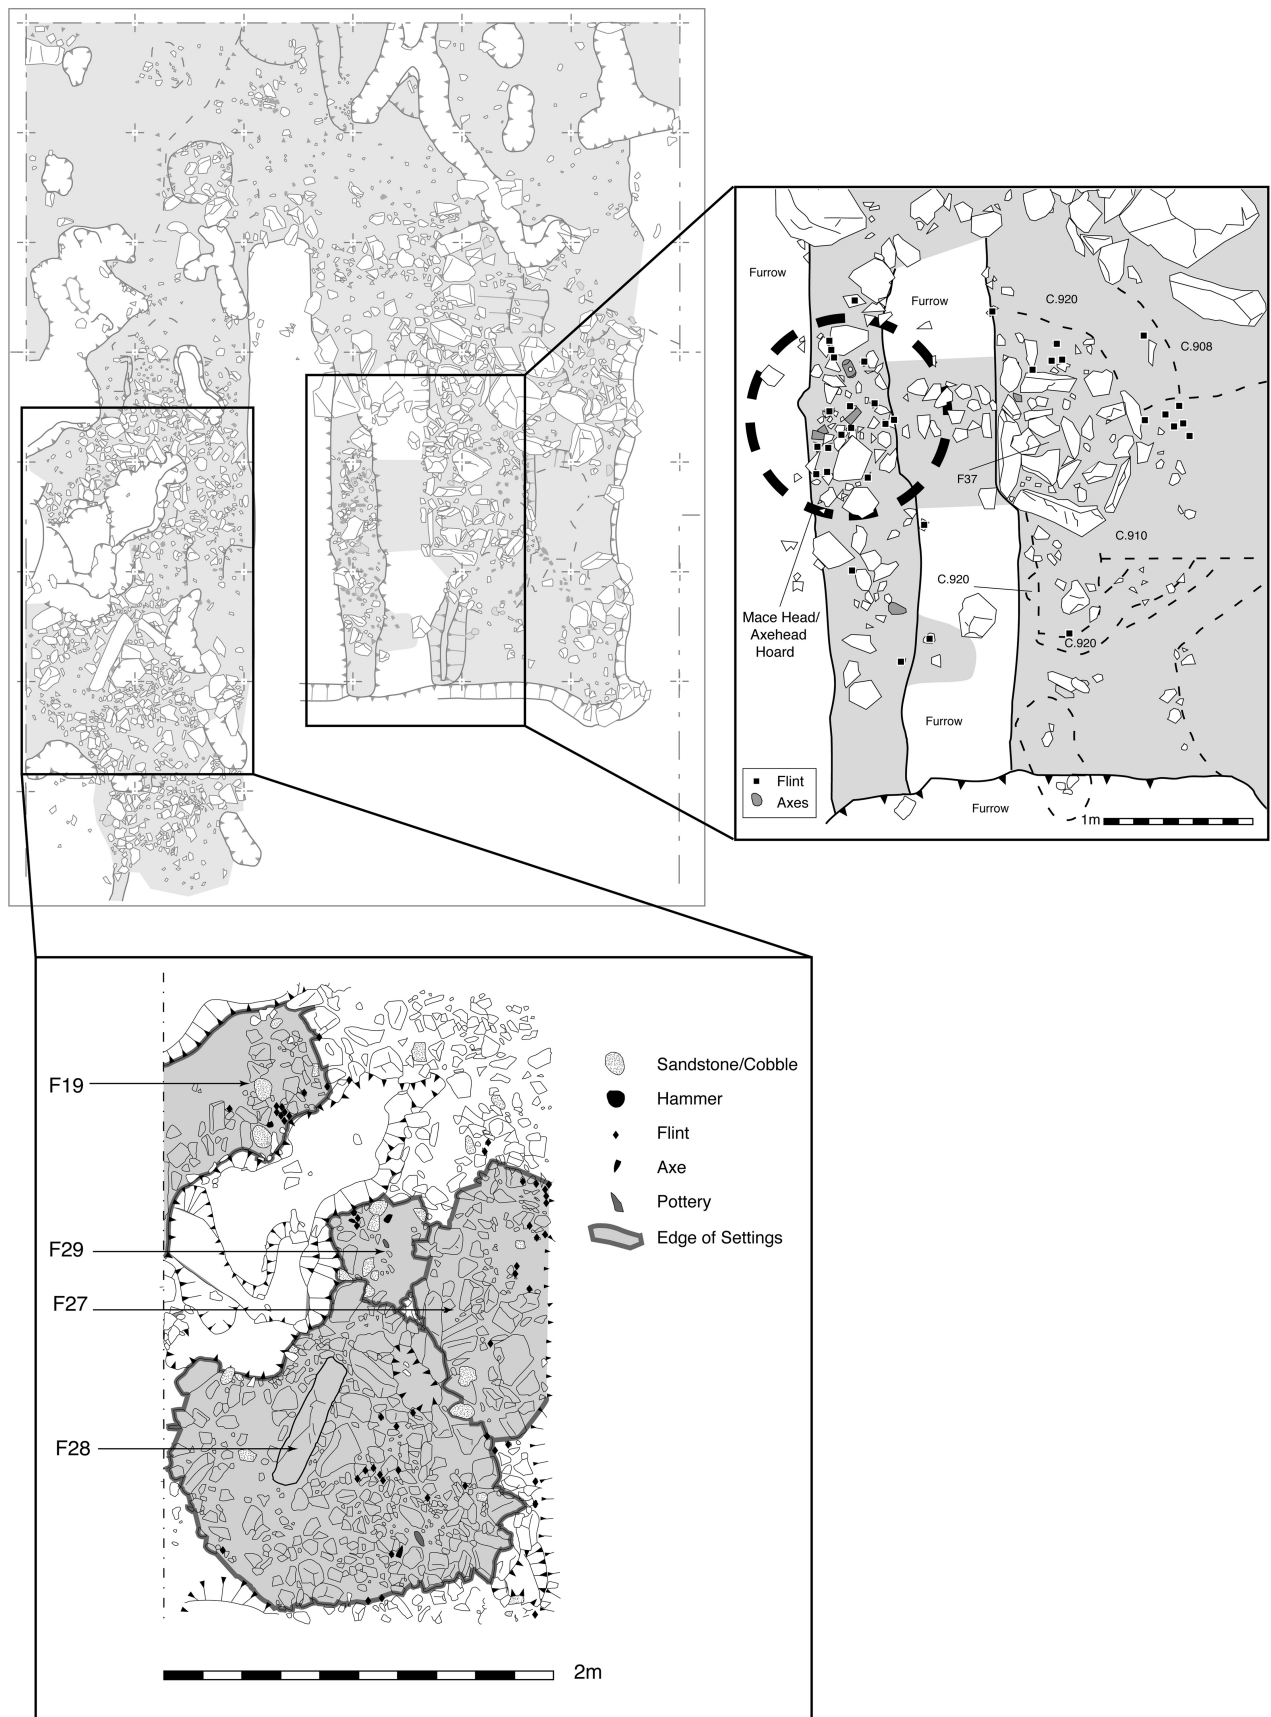 Furrow
Furrow
C.920
C.908
F37
C.910
C.920
Mace Head/
Axehead
Hoard
C.920
Furrow
Flint
Axes
Furrow
1m
F19
F29
F27
F28
Sandstone/Cobble
Hammer
Flint
Axe
Pottery
Edge of Settings
2m